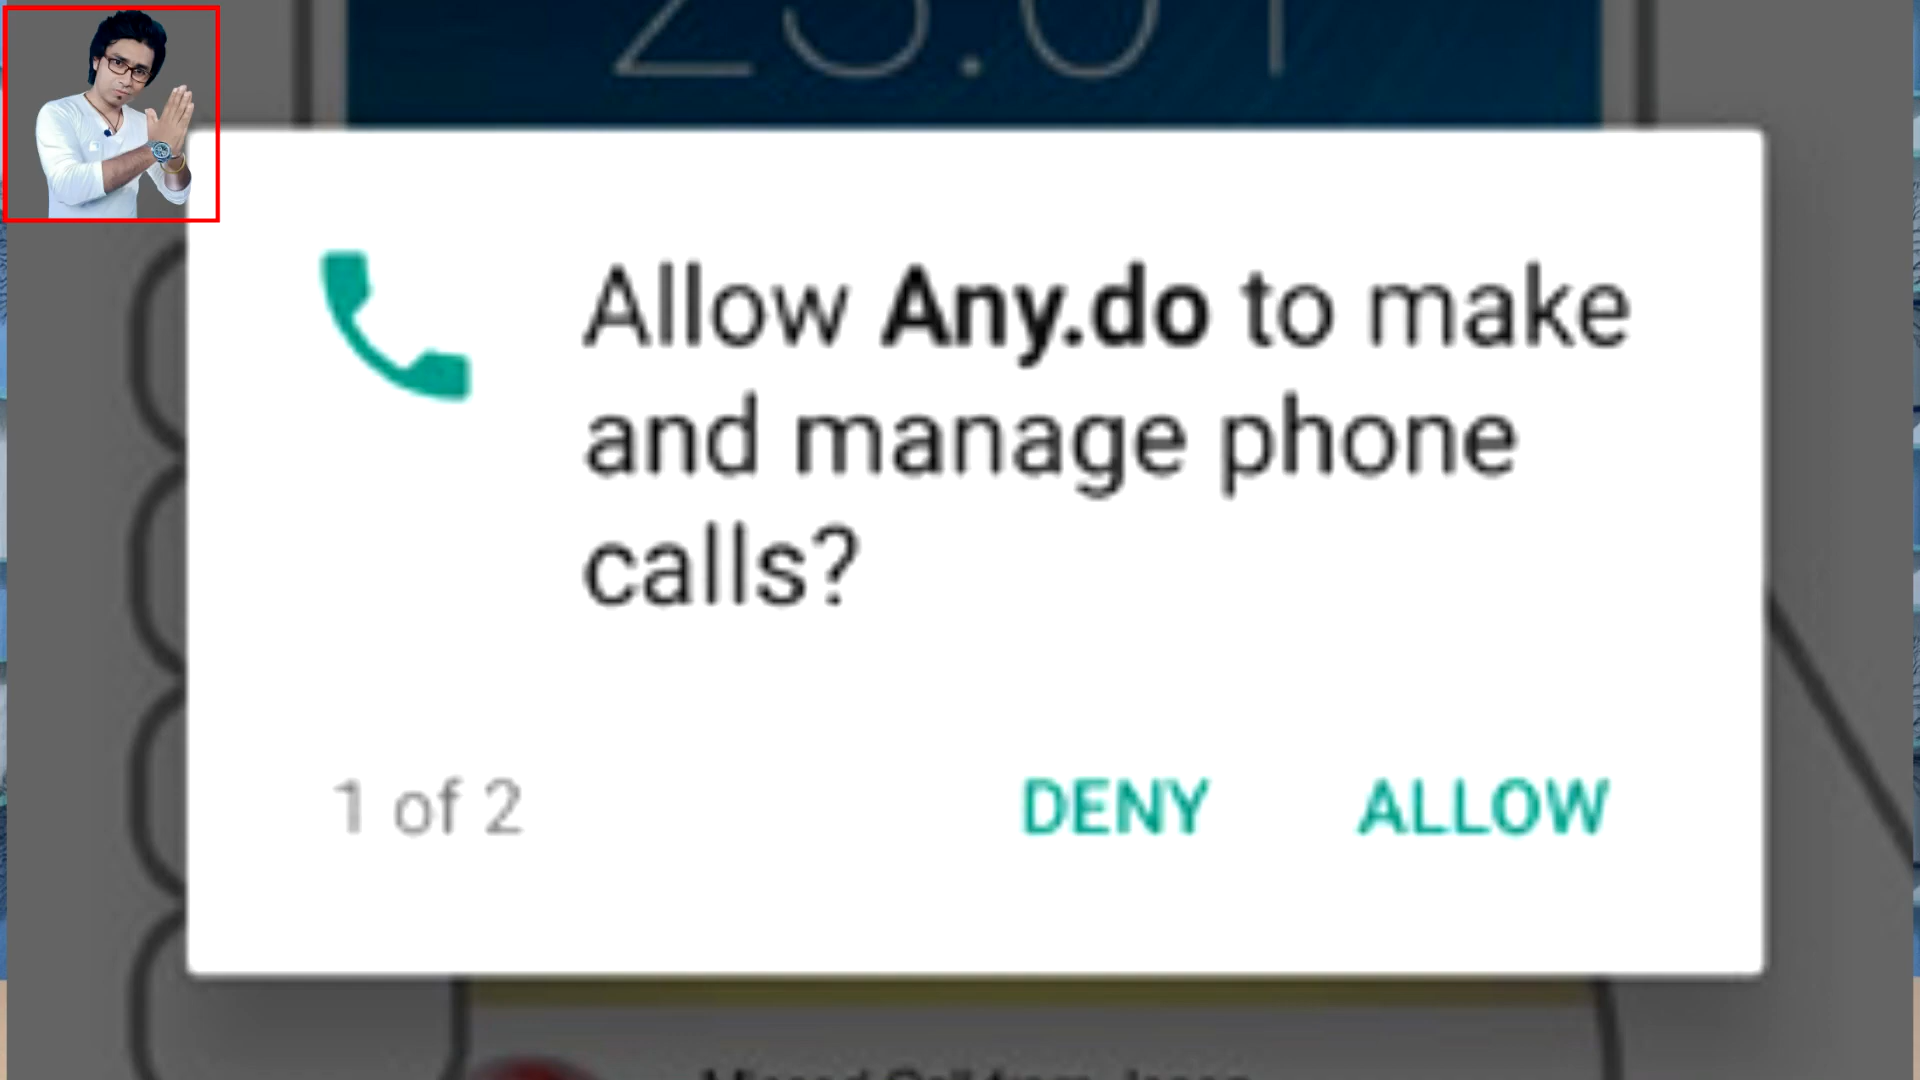 Allow Any.do to make
and manage phone
calls?
1 of 2
DENY ALLOW